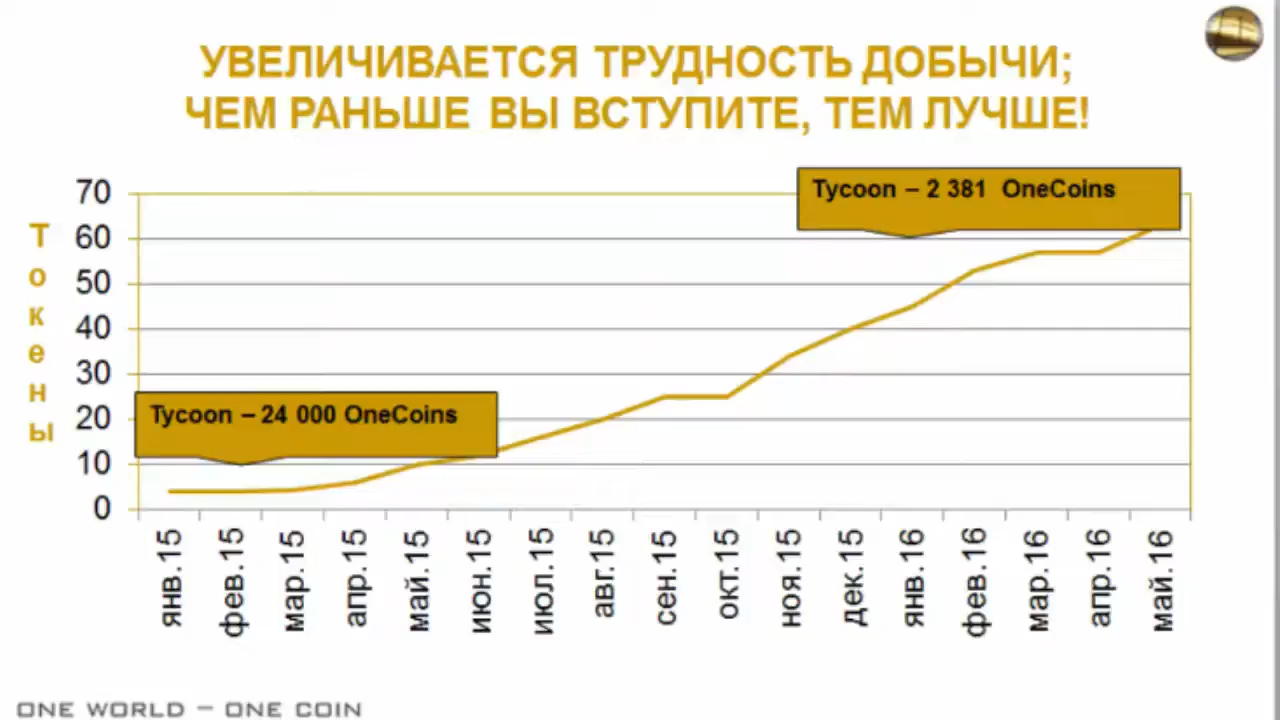 УВЕЛИЧИВАЕТСЯ ТРУДНОСТЬ ДОБЫЧИ;
ЧЕМ РАНЬШЕ ВЫ ВСТУПИТЕ, ТЕМ ЛУЧШЕ!
Tycoon – 2 381 OneCoins
Tycoon – 24 000 OneCoins
Токены
70
60
50
40
30
20
10
0
янв.15
фев.15
мар.15
апр.15
май.15
июн.15
июл.15
авг.15
сен.15
окт.15
ноя.15
дек.15
янв.16
фев.16
мар.16
апр.16
май.16
ONE WORLD – ONE COIN